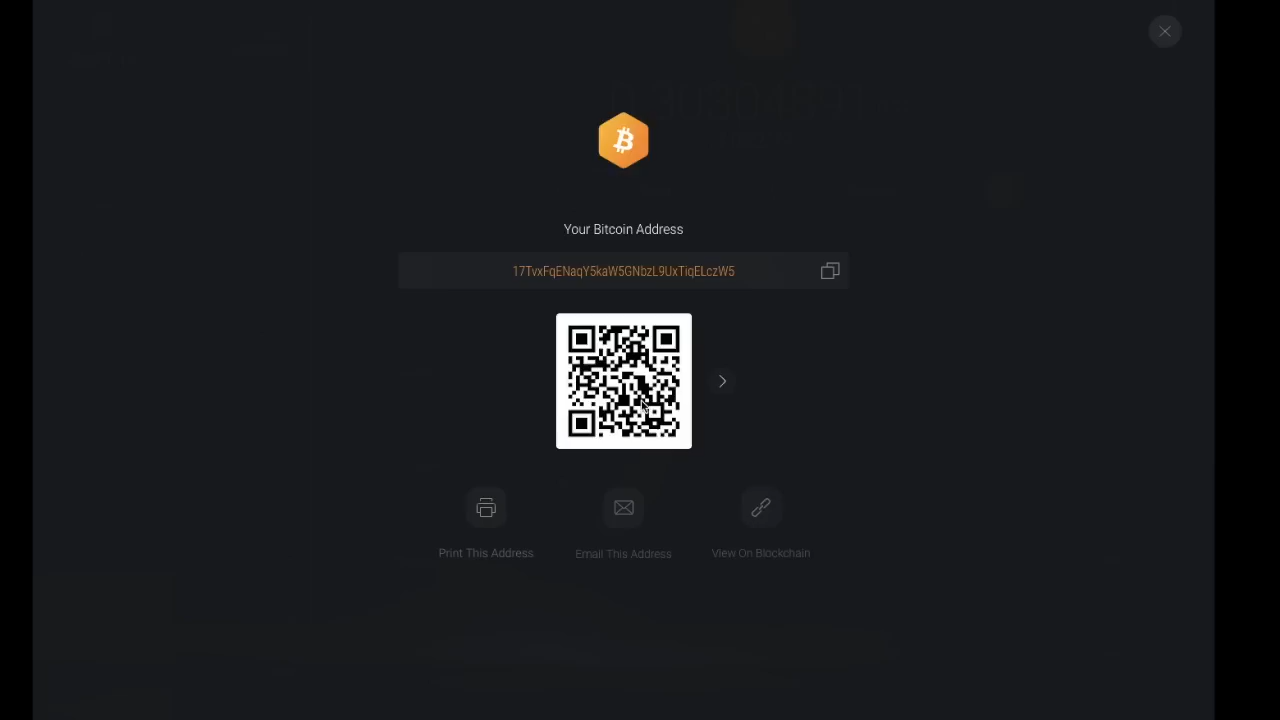 Your Bitcoin Address
17TvxFqENaqY5kaW5GNbzL9UxTiqELczW5
Print This Address
Email This Address
View On Blockchain